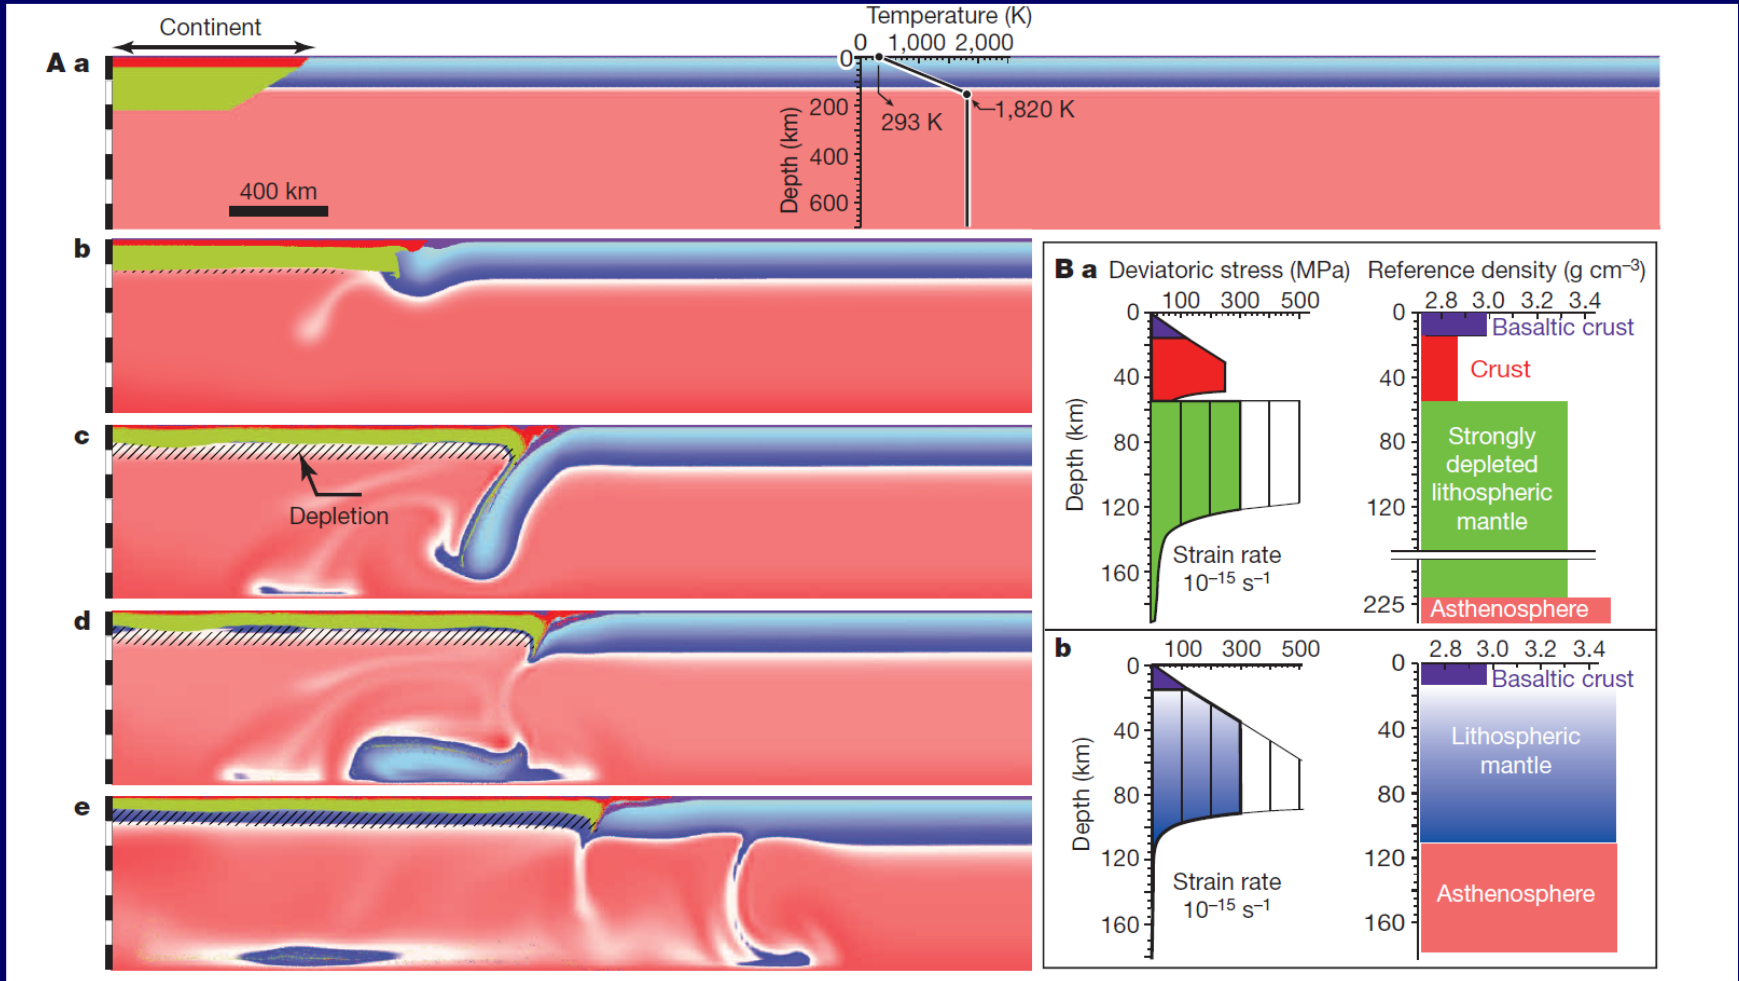 Continent
Temperature (K)
0 1,000 2,000
A a
0
200
400
600
Depth (km)
293 K
1,820 K
400 km
b
c
Depletion
d
e
B a Deviatoric stress (MPa) Reference density (g cm⁻³)
100 300 500
2.8 3.0 3.2 3.4
0
40
80
120
160
Depth (km)
Strain rate
10⁻¹⁵ s⁻¹
0
40
80
120
225
Basaltic crust
Crust
Strongly
depleted
lithospheric
mantle
Asthenosphere
b
100 300 500
2.8 3.0 3.2 3.4
0
40
80
120
160
Depth (km)
Strain rate
10⁻¹⁵ s⁻¹
0
40
80
120
160
Basaltic crust
Lithospheric
mantle
Asthenosphere